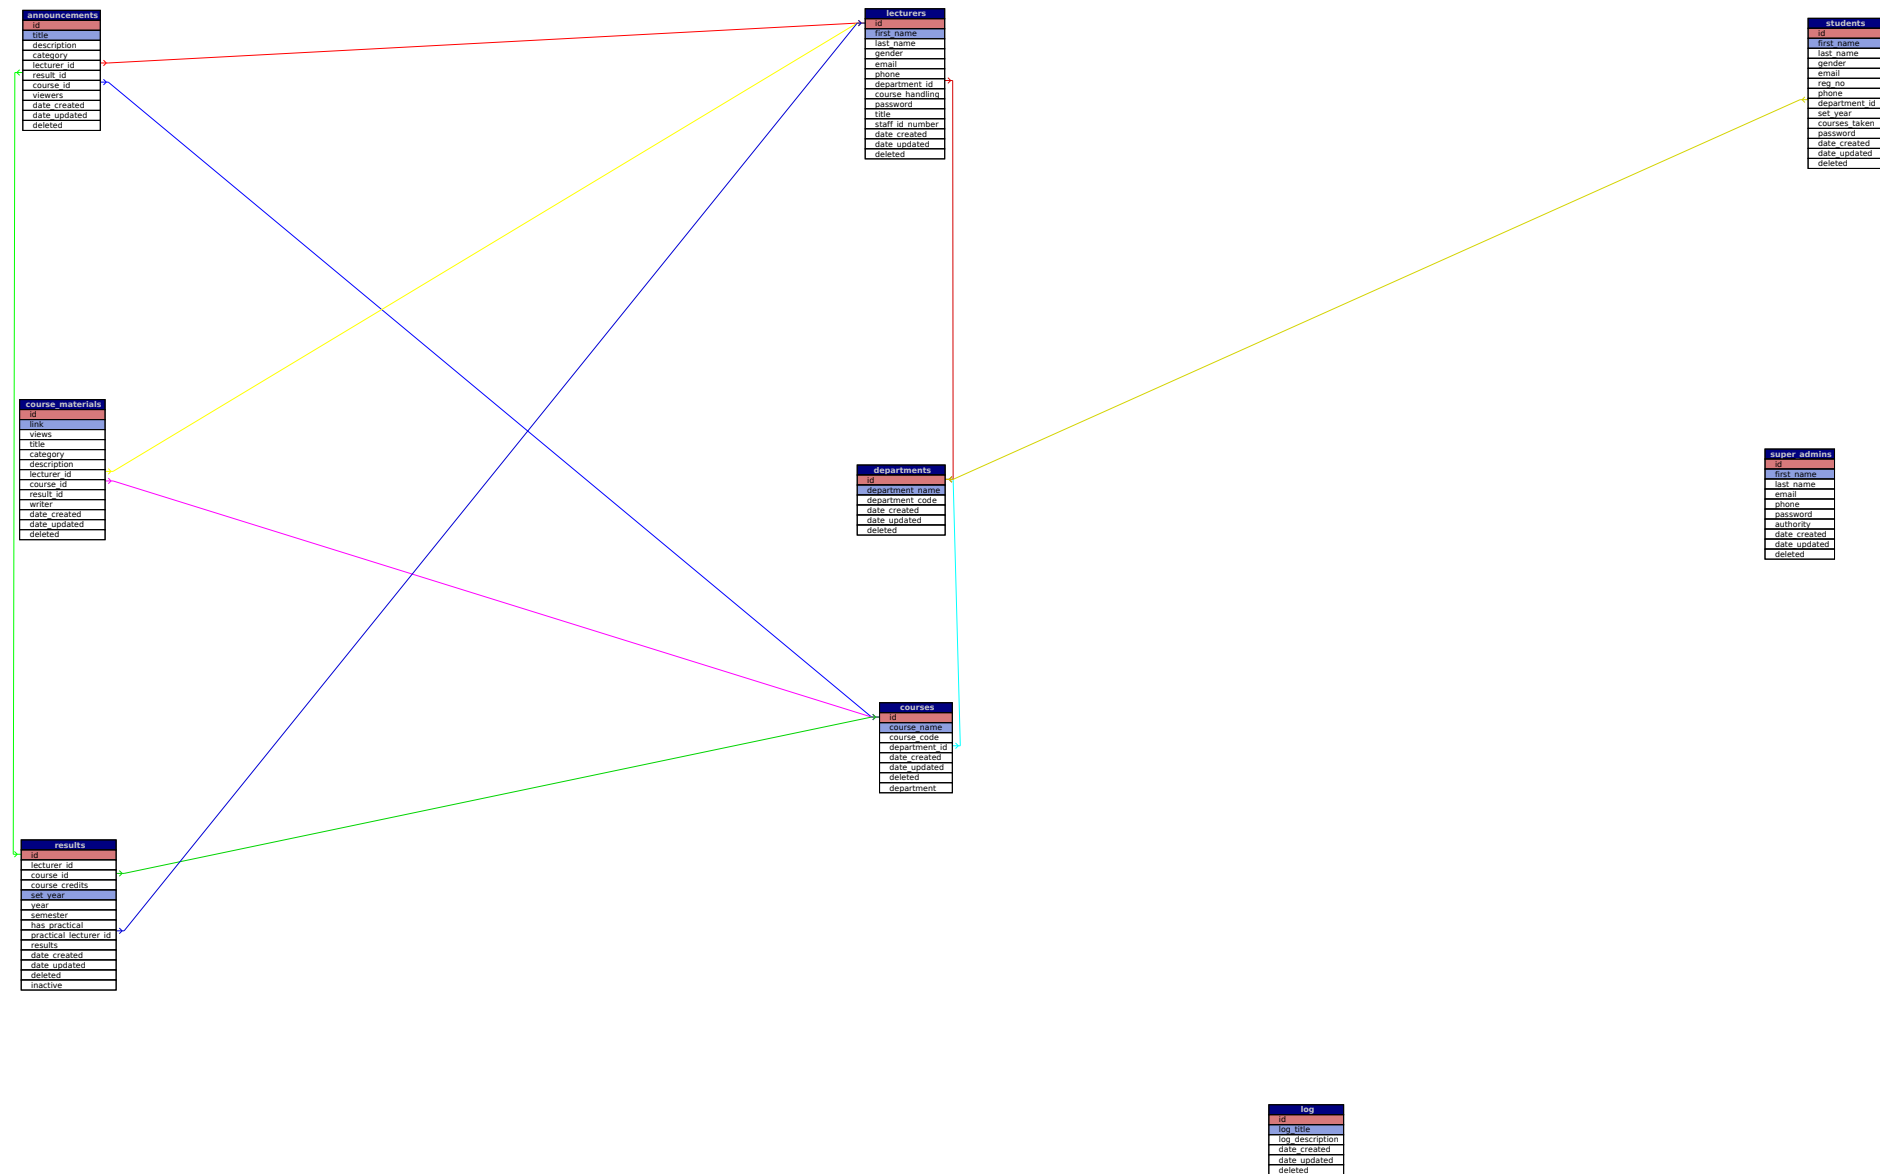 announcements
id
title
description
category
lecturer_id
result_id
course_id
viewers
date_created
date_updated
deleted
lecturers
id
first_name
last_name
gender
email
phone
department_id
course_handling
password
title
staff_id_number
date_created
date_updated
deleted
students
id
first_name
last_name
gender
email
reg_no
phone
department_id
set_year
courses_taken
password
date_created
date_updated
deleted
course_materials
id
link
views
title
category
description
lecturer_id
course_id
result_id
writer
date_created
date_updated
deleted
departments
id
department_name
department_code
date_created
date_updated
deleted
super_admins
id
first_name
last_name
email
phone
password
authority
date_created
date_updated
deleted
courses
id
course_name
course_code
department_id
date_created
date_updated
deleted
department
results
id
lecturer_id
course_id
course_credits
set_year
year
semester
has_practical
practical_lecturer_id
results
date_created
date_updated
deleted
inactive
log
id
log_title
log_description
date_created
date_updated
deleted